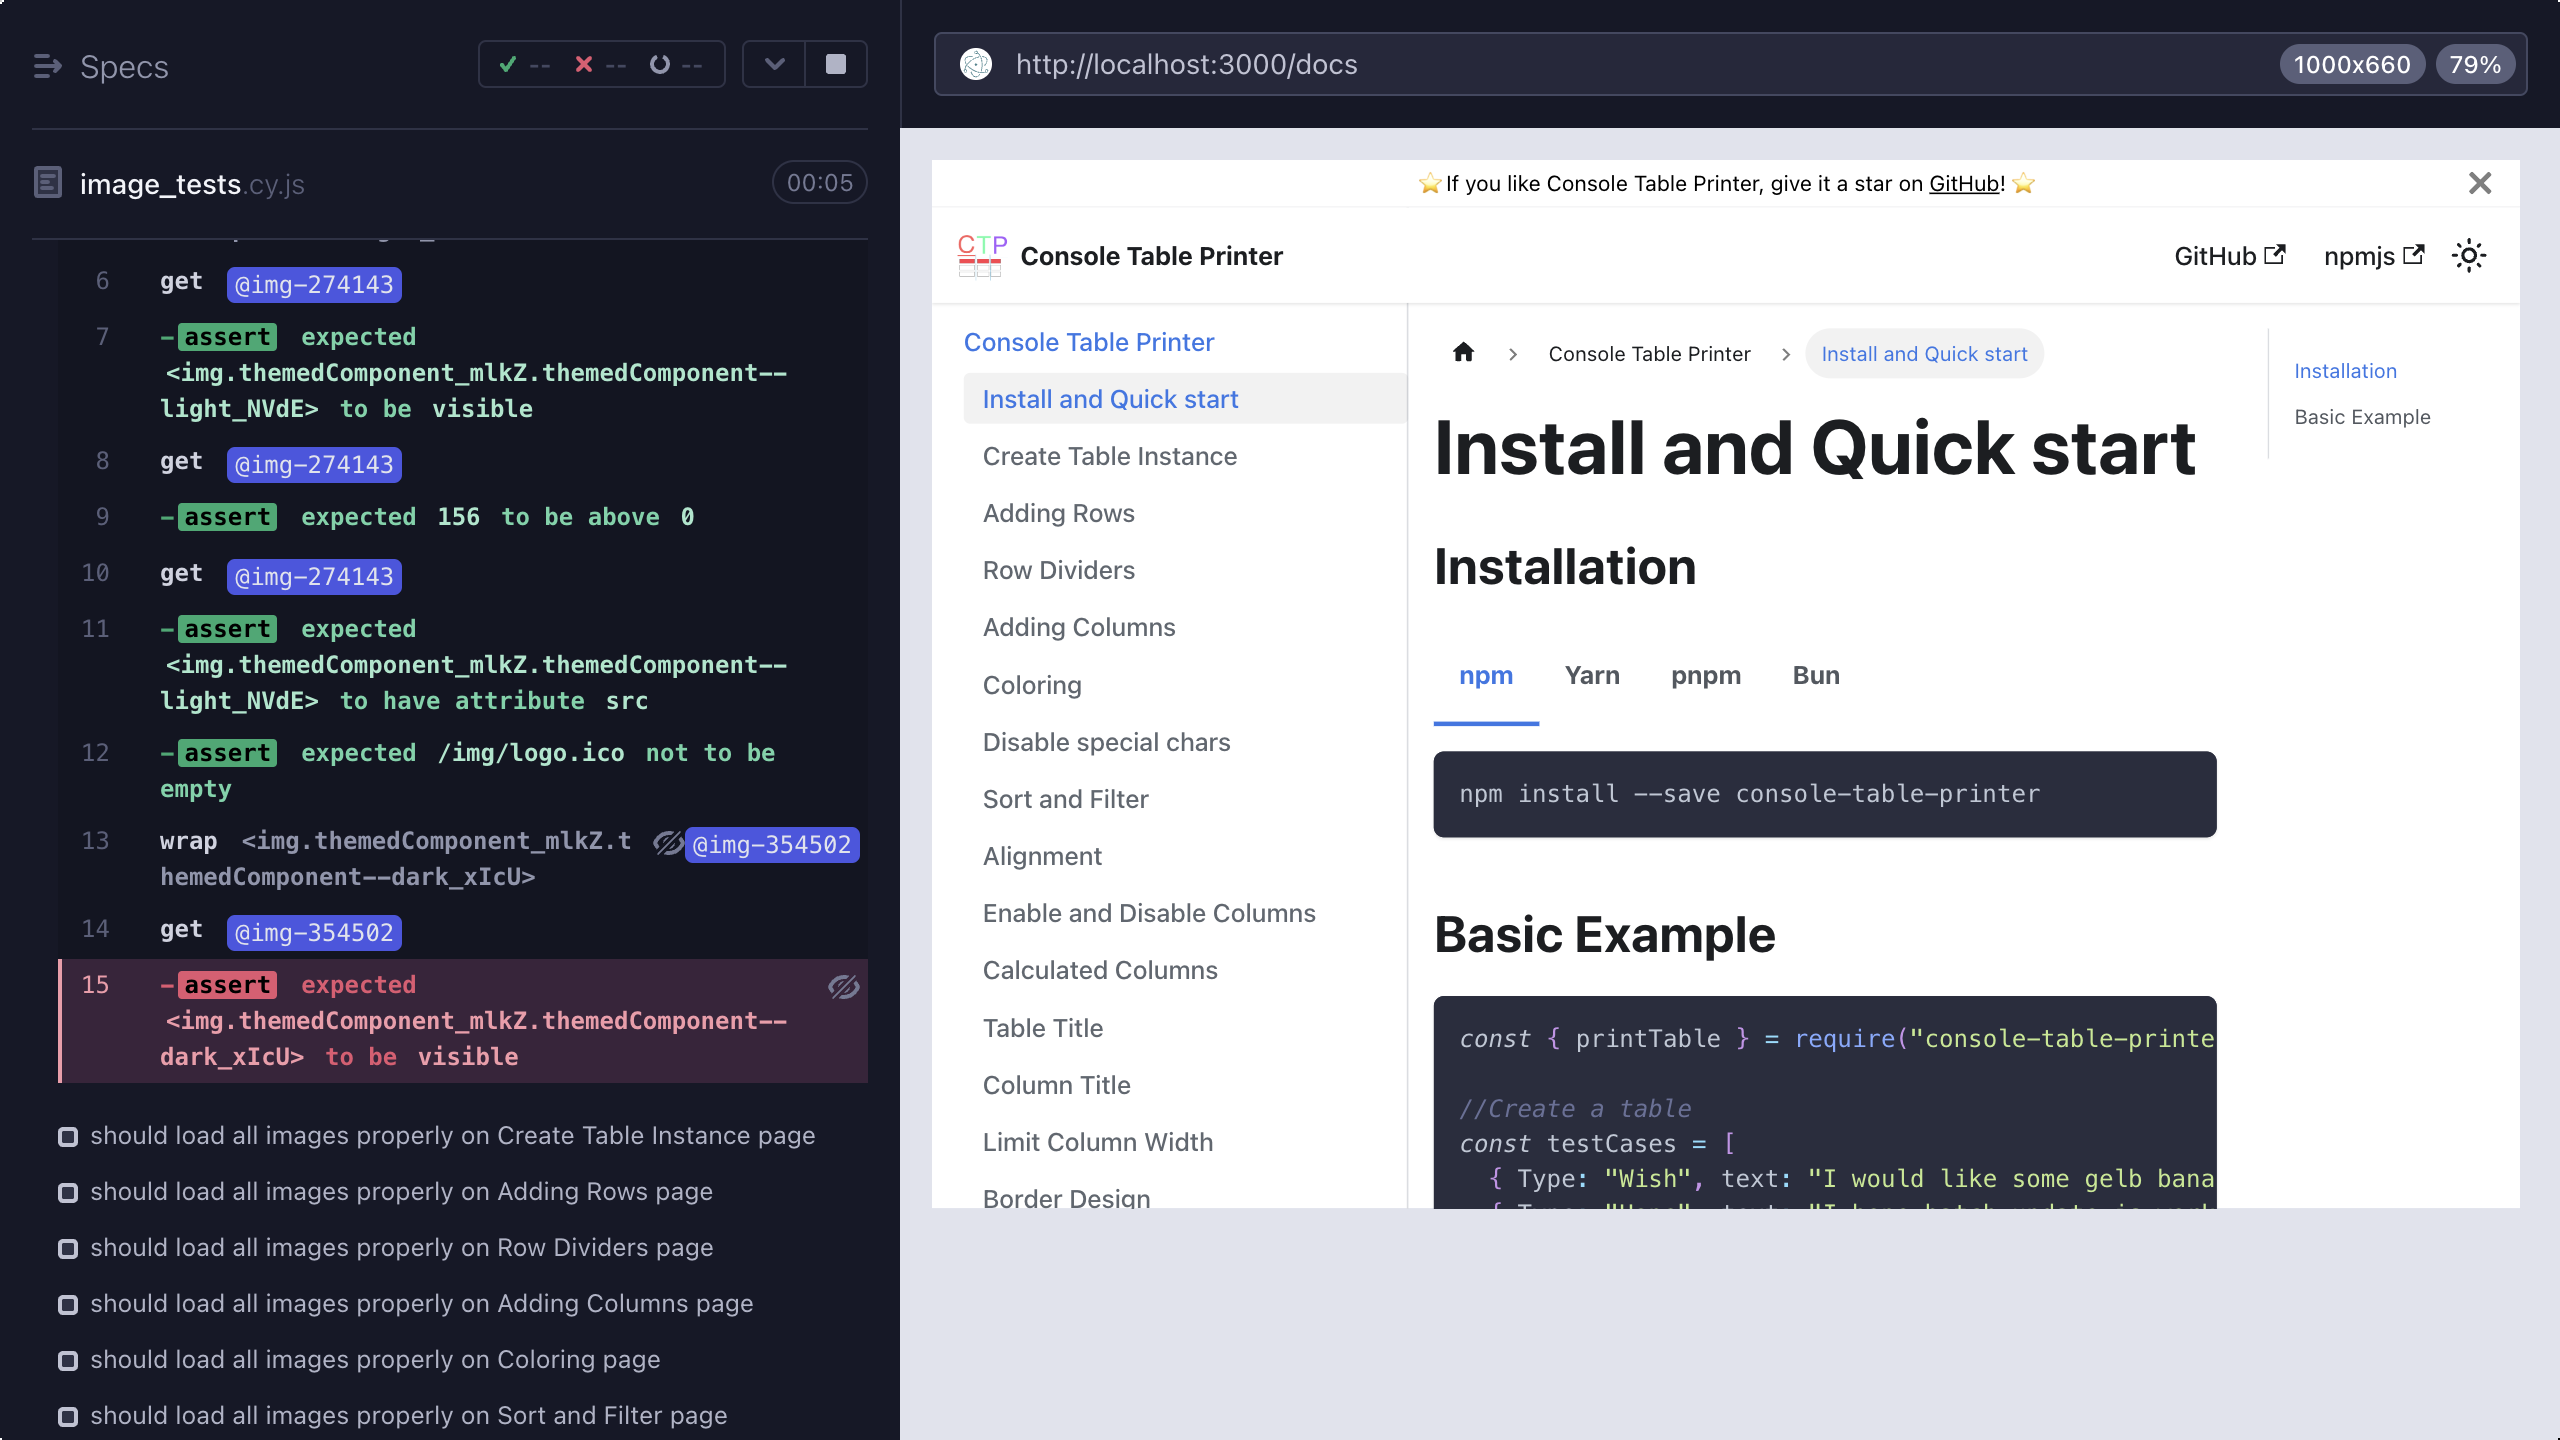 Specs
-- -- --
image_tests.cy.js
00:05
6 get @img-274143
7 -assert expected
<img.themedComponent_mlkZ.themedComponent--
light_NVdE> to be visible
8 get @img-274143
9 -assert expected 156 to be above 0
10 get @img-274143
11 -assert expected
<img.themedComponent_mlkZ.themedComponent--
light_NVdE> to have attribute src
12 -assert expected /img/logo.ico not to be
empty
13 wrap <img.themedComponent_mlkZ.t @img-354502
hemedComponent--dark_xIcU>
14 get @img-354502
15 -assert expected
<img.themedComponent_mlkZ.themedComponent--
dark_xIcU> to be visible
should load all images properly on Create Table Instance page
should load all images properly on Adding Rows page
should load all images properly on Row Dividers page
should load all images properly on Adding Columns page
should load all images properly on Coloring page
should load all images properly on Sort and Filter page
http://localhost:3000/docs
1000x660
79%
⭐️If you like Console Table Printer, give it a star on GitHub! ⭐️
CTP
Console Table Printer
GitHub
npmjs
Console Table Printer
Install and Quick start
Create Table Instance
Adding Rows
Row Dividers
Adding Columns
Coloring
Disable special chars
Sort and Filter
Alignment
Enable and Disable Columns
Calculated Columns
Table Title
Column Title
Limit Column Width
Border Design
Console Table Printer
Install and Quick start
Install and Quick start
Installation
npm Yarn pnpm Bun
npm install --save console-table-printer
Basic Example
const { printTable } = require("console-table-printe
//Create a table
const testCases = [
{ Type: "Wish", text: "I would like some gelb bana
Installation
Basic Example